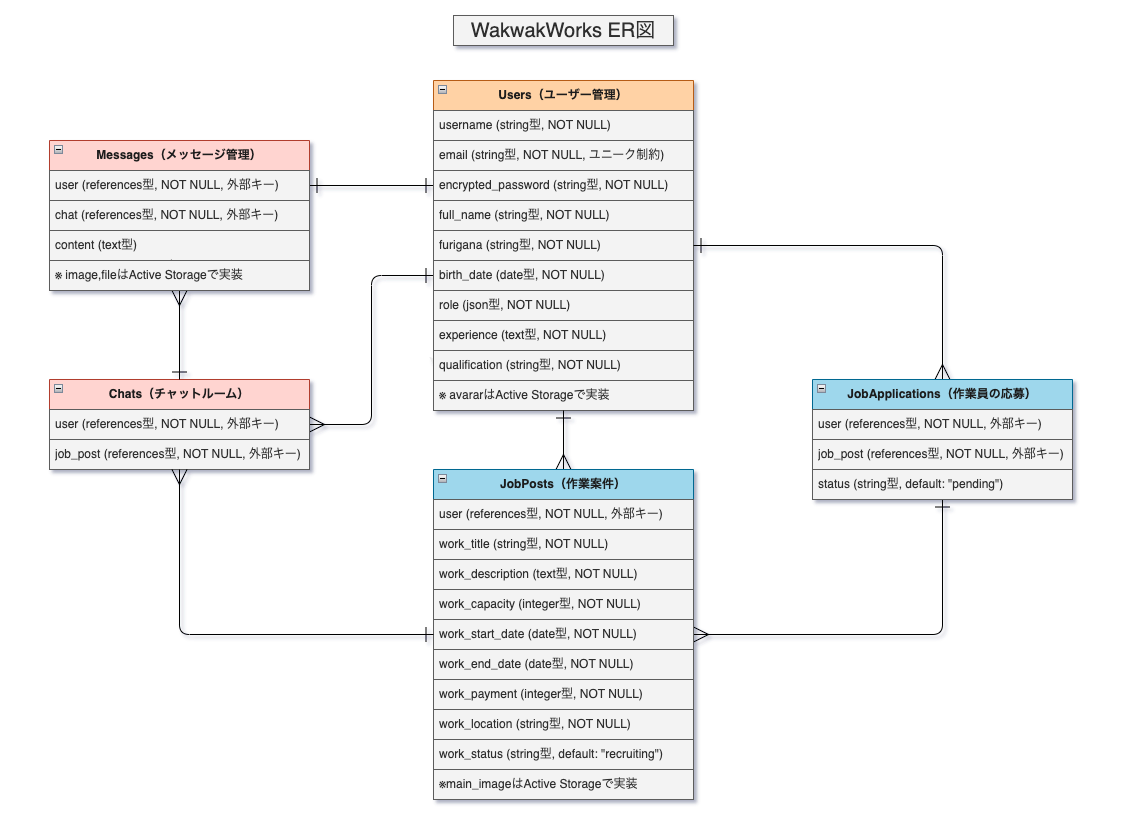 WakwakWorks ER図
Users（ユーザー管理）
username (string型, NOT NULL)
email (string型, NOT NULL, ユニーク制約)
encrypted_password (string型, NOT NULL)
full_name (string型, NOT NULL)
furigana (string型, NOT NULL)
birth_date (date型, NOT NULL)
role (json型, NOT NULL)
experience (text型, NOT NULL)
qualification (string型, NOT NULL)
※ avararはActive Storageで実装
Messages（メッセージ管理）
user (references型, NOT NULL, 外部キー)
chat (references型, NOT NULL, 外部キー)
content (text型)
※ image,fileはActive Storageで実装
Chats（チャットルーム）
user (references型, NOT NULL, 外部キー)
job_post (references型, NOT NULL, 外部キー)
JobApplications（作業員の応募）
user (references型, NOT NULL, 外部キー)
job_post (references型, NOT NULL, 外部キー)
status (string型, default: "pending")
JobPosts（作業案件）
user (references型, NOT NULL, 外部キー)
work_title (string型, NOT NULL)
work_description (text型, NOT NULL)
work_capacity (integer型, NOT NULL)
work_start_date (date型, NOT NULL)
work_end_date (date型, NOT NULL)
work_payment (integer型, NOT NULL)
work_location (string型, NOT NULL)
work_status (string型, default: "recruiting")
※main_imageはActive Storageで実装